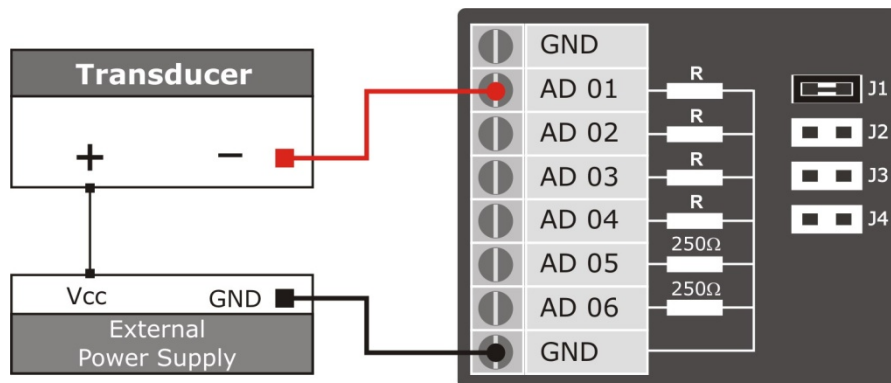 Transducer
+ −
Vcc GND
External
Power Supply
GND
AD 01
AD 02
AD 03
AD 04
AD 05
AD 06
GND
R
R
R
R
250Ω
250Ω
J1
J2
J3
J4